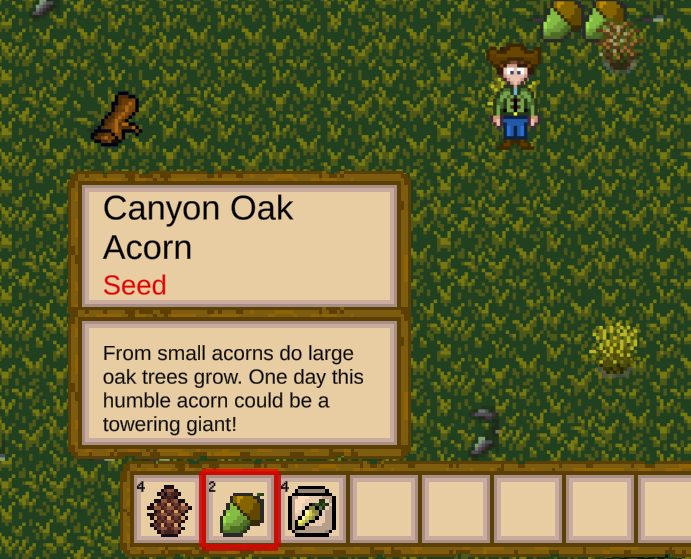 Canyon Oak
Acorn
Seed
From small acorns do large
oak trees grow. One day this
humble acorn could be a
towering giant!
4
2
4